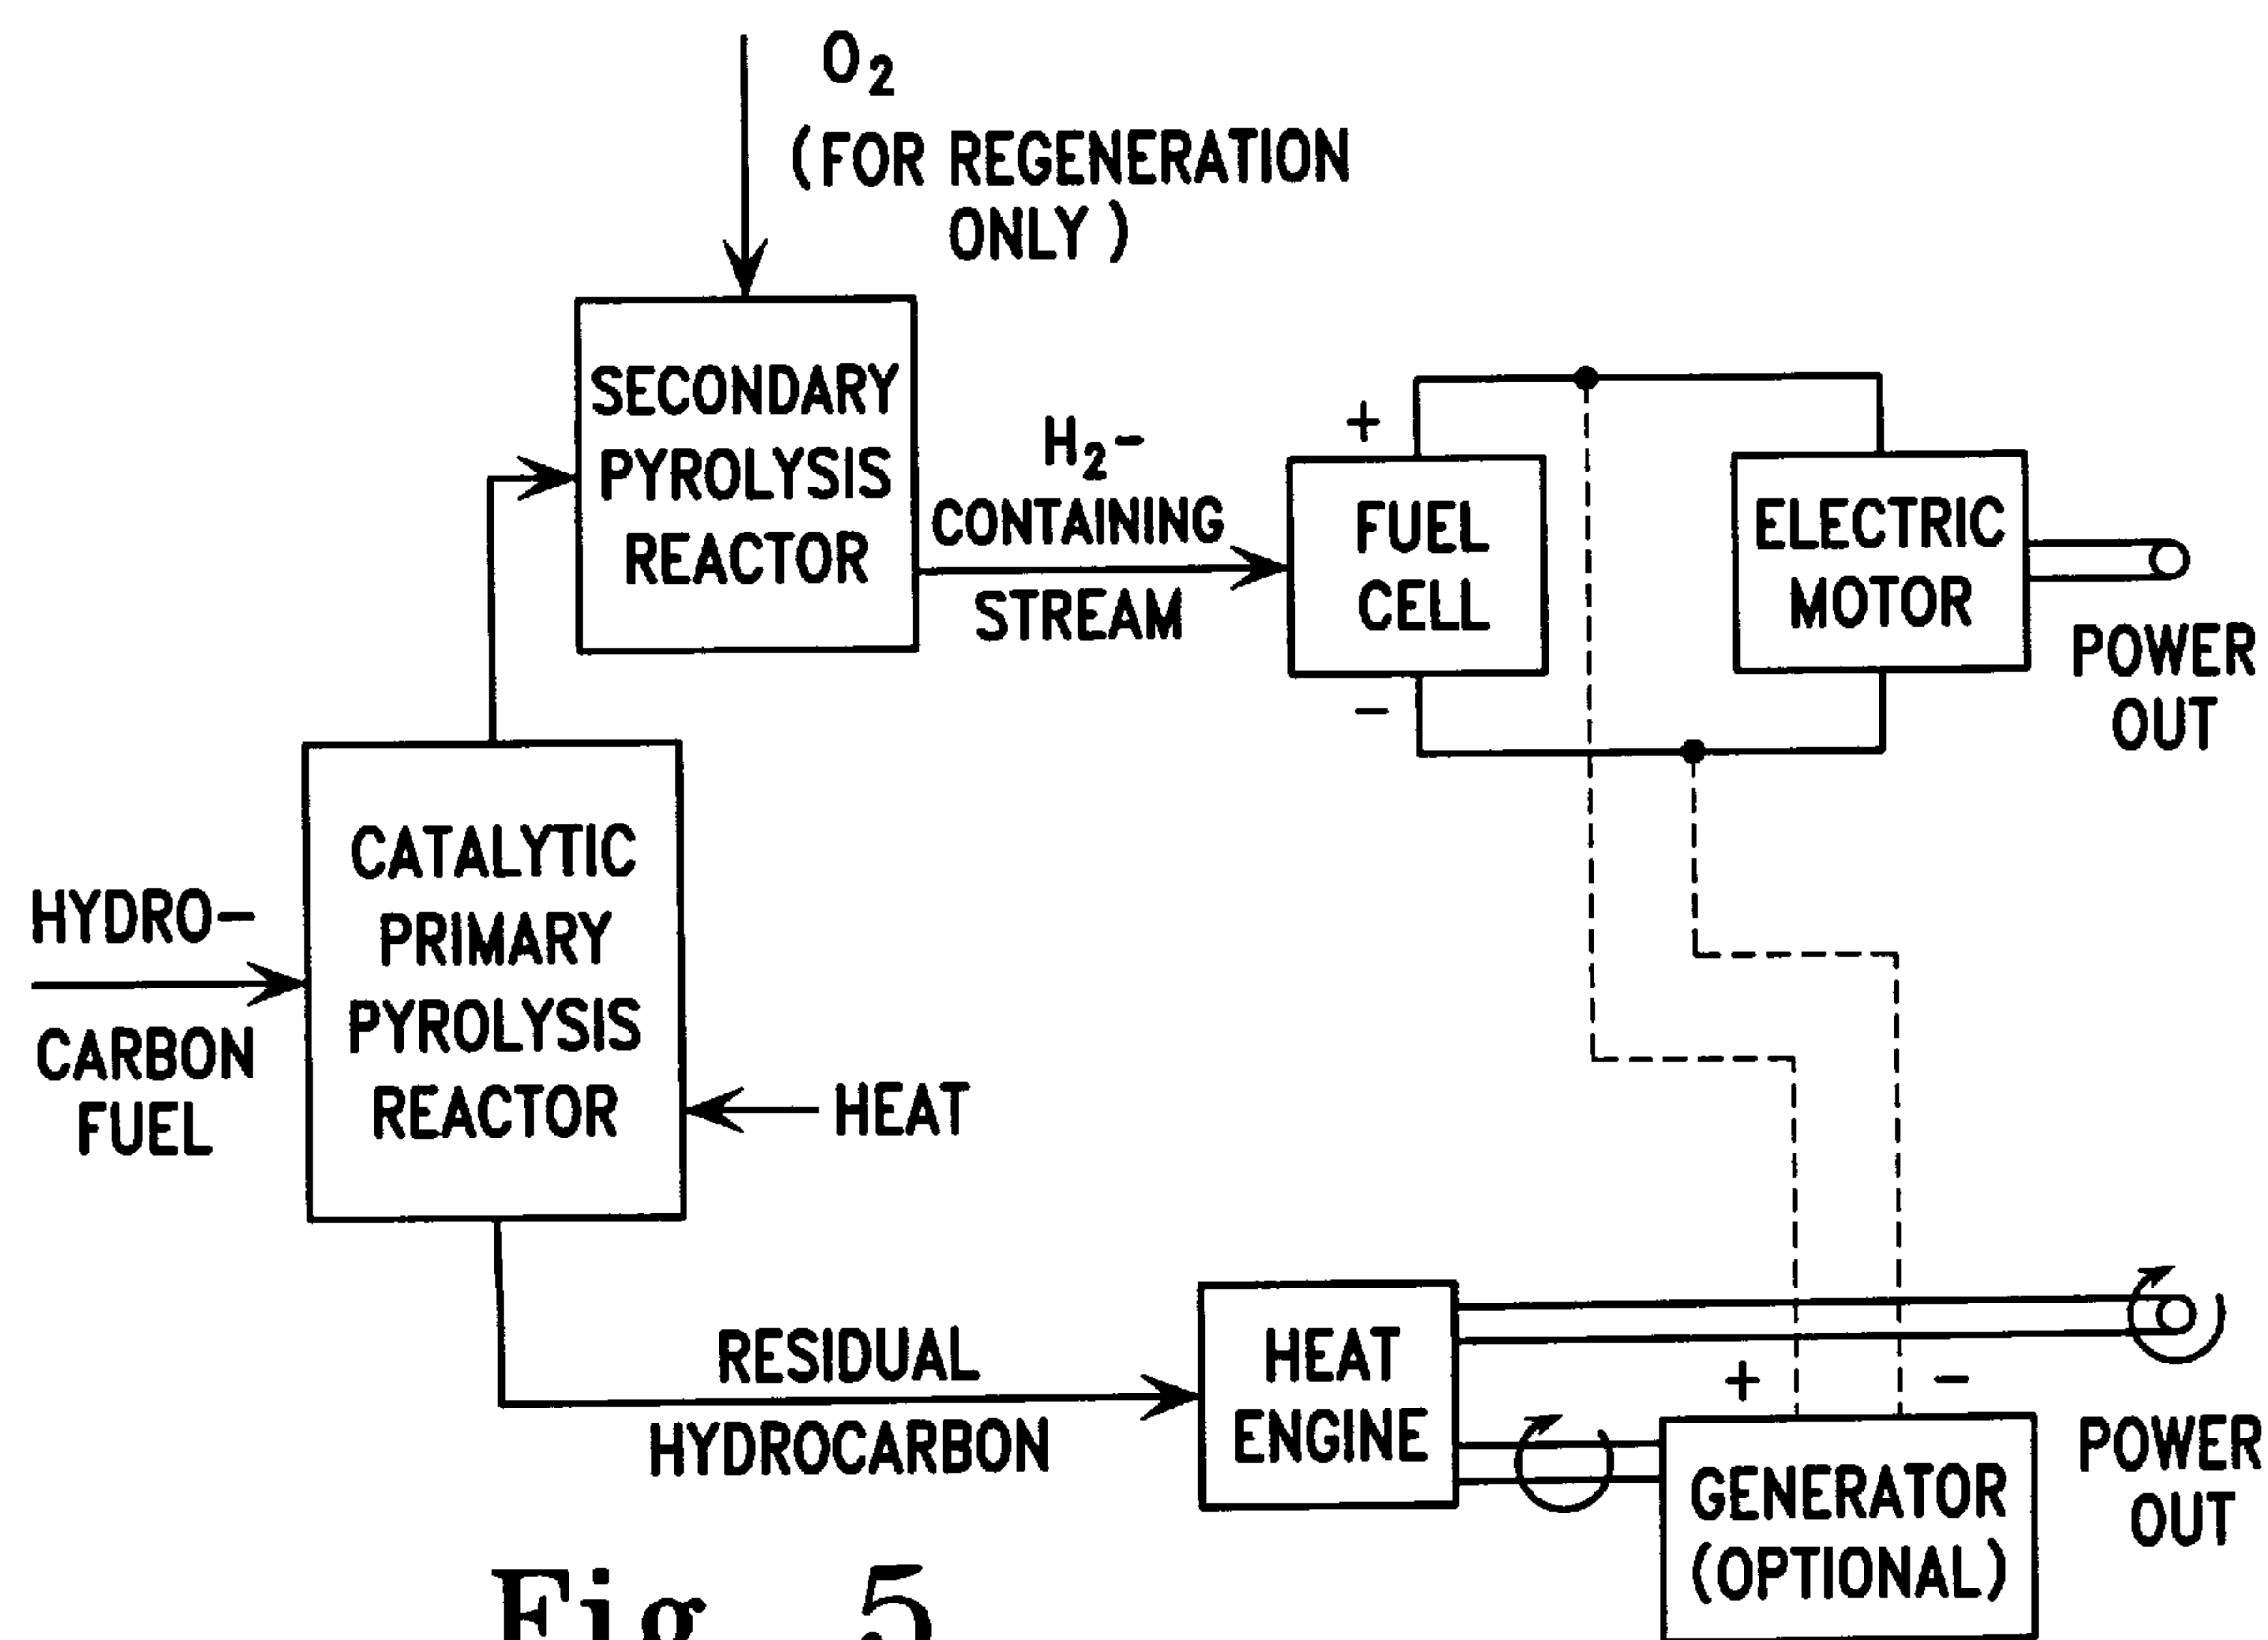 O₂
(FOR REGENERATION
ONLY)
SECONDARY
PYROLYSIS
REACTOR
H₂-
CONTAINING
STREAM
+
FUEL
CELL
-
ELECTRIC
MOTOR
POWER
OUT
CATALYTIC
PRIMARY
PYROLYSIS
REACTOR
HYDRO-
CARBON
FUEL
HEAT
RESIDUAL
HYDROCARBON
HEAT
ENGINE
+
-
GENERATOR
(OPTIONAL)
POWER
OUT
Fig. 5